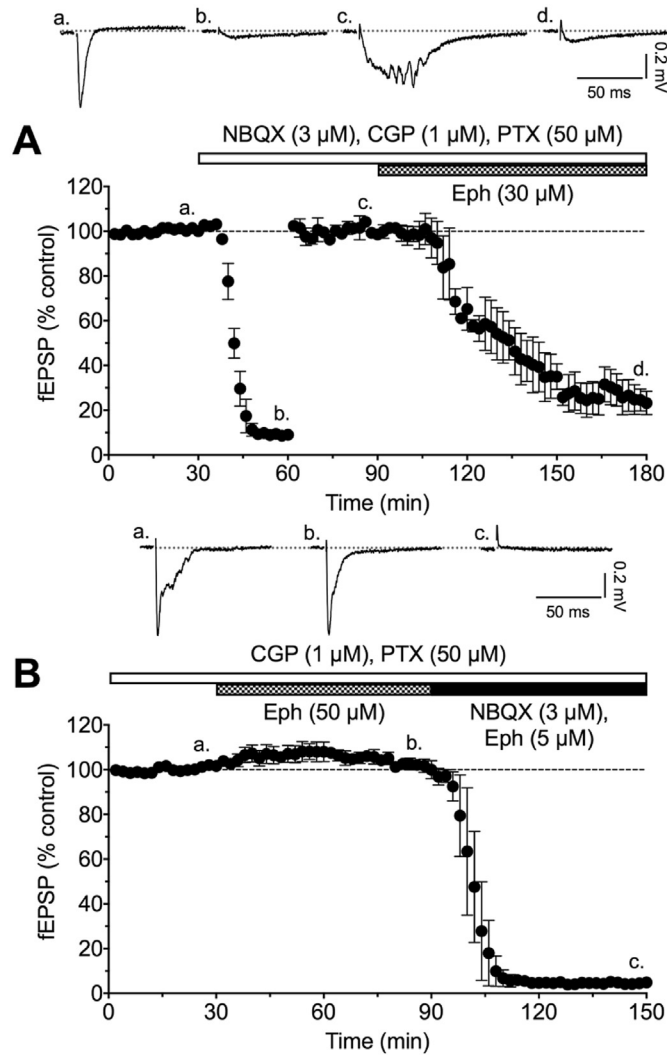 a. b. c. d.
0.2 mV
50 ms
A
NBQX (3 µM), CGP (1 µM), PTX (50 µM)
Eph (30 µM)
120
100
80
60
40
20
0
fEPSP (% control)
a. b. c. d.
0 30 60 90 120 150 180
Time (min)
a. b. c.
0.2 mV
50 ms
B
CGP (1 µM), PTX (50 µM)
Eph (50 µM)
NBQX (3 µM),
Eph (5 µM)
120
100
80
60
40
20
0
fEPSP (% control)
a. b. c.
0 30 60 90 120 150
Time (min)